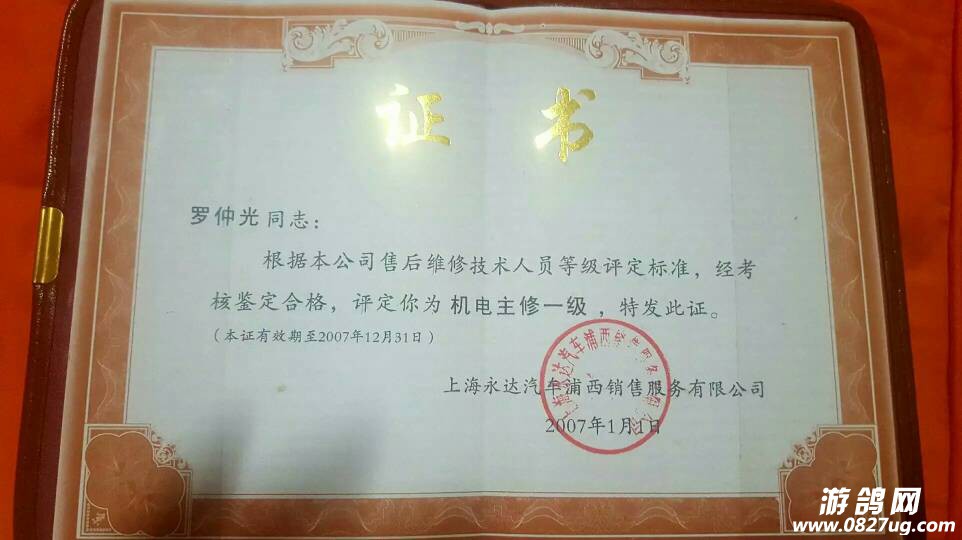 证 书
罗仲光 同志：
根据本公司售后维修技术人员等级评定标准，经考
核鉴定合格，评定你为 机电主修一级 ，特发此证。
（本证有效期至2007年12月31日）
上海永达汽车浦西销售服务有限公司
2007年1月1日
游鸽网
www.0827ug.com